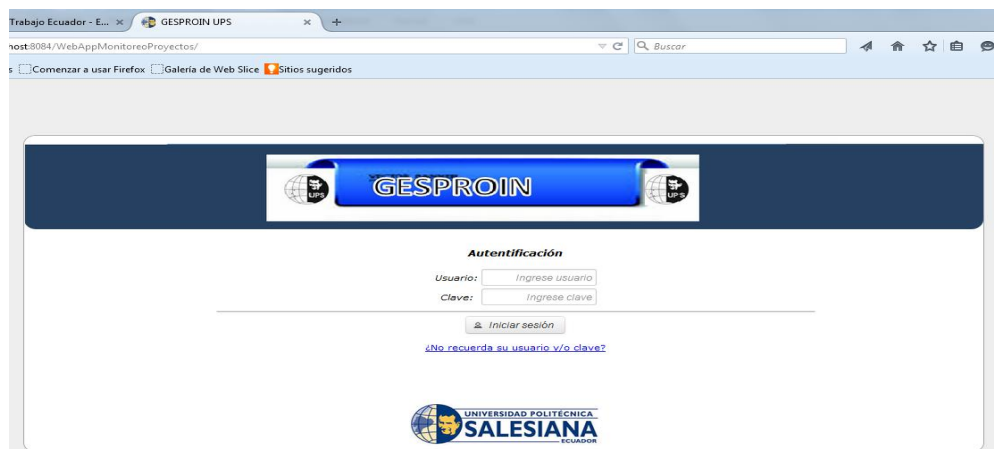 Trabajo Ecuador - E... × GESPROIN UPS × +
host:8084/WebAppMonitoreoProyectos/ Buscar
s Comenzar a usar Firefox Galería de Web Slice Sitios sugeridos
UPS GESPROIN UPS
Autentificación
Usuario: Ingrese usuario
Clave: Ingrese clave
Iniciar sesión
¿No recuerda su usuario y/o clave?
UNIVERSIDAD POLITÉCNICA
SALESIANA
ECUADOR